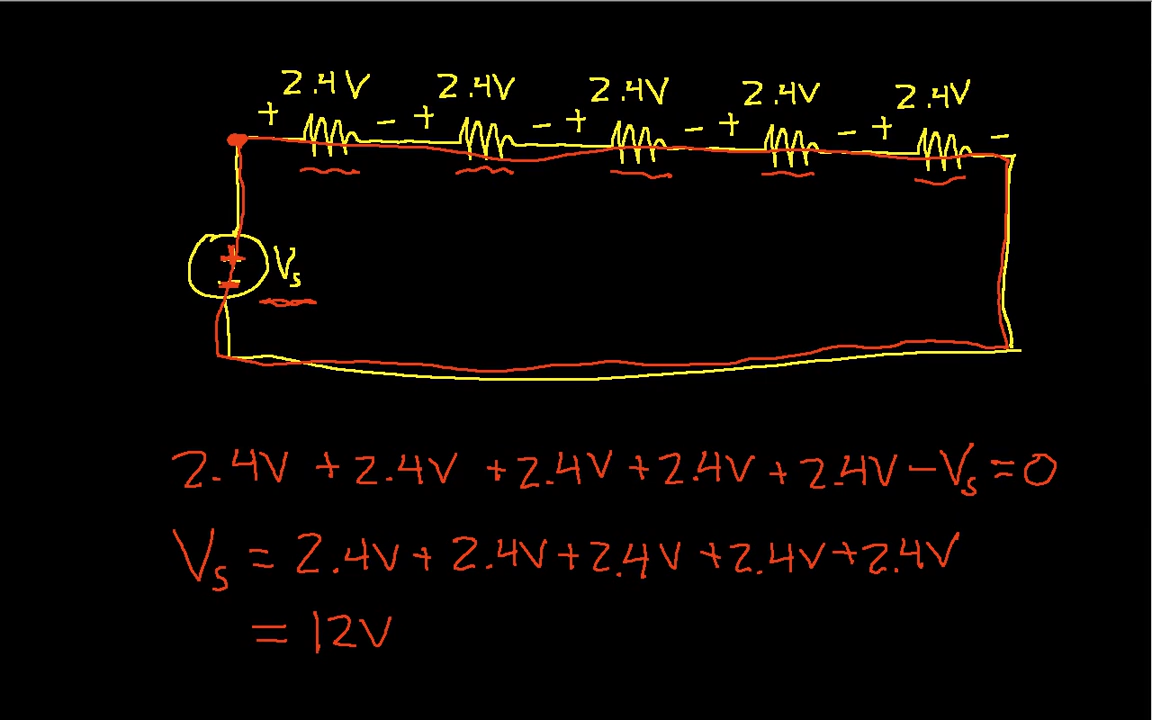 2.4V 2.4V 2.4V 2.4V 2.4V
+ - + - + - + - + -
+
-
Vs
2.4V + 2.4V + 2.4V + 2.4V + 2.4V - Vs = 0
Vs = 2.4V + 2.4V + 2.4V + 2.4V + 2.4V
= 12V